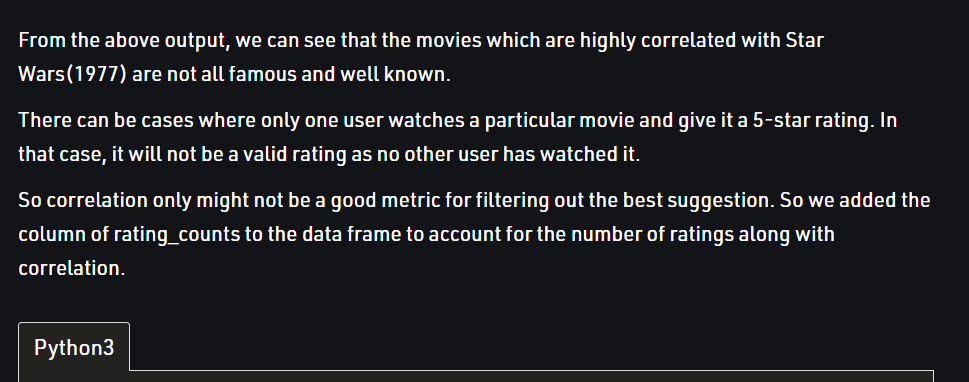 From the above output, we can see that the movies which are highly correlated with Star
Wars(1977) are not all famous and well known.
There can be cases where only one user watches a particular movie and give it a 5-star rating. In
that case, it will not be a valid rating as no other user has watched it.
So correlation only might not be a good metric for filtering out the best suggestion. So we added the
column of rating_counts to the data frame to account for the number of ratings along with
correlation.
Python3